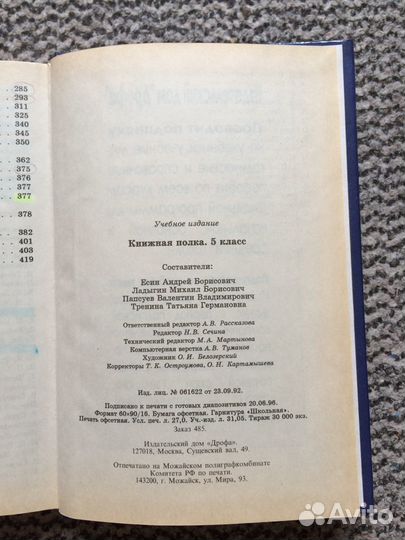 285
293
311
325
340
345
350
362
375
376
377
377
378
382
401
403
419
Учебное издание
Книжная полка. 5 класс
Составители:
Есин Андрей Борисович
Ладыгин Михаил Борисович
Папсуев Валентин Владимирович
Тренина Татьяна Германовна
Ответственный редактор А. В. Рассказова
Редактор Н. В. Сечина
Технический редактор М. А. Мартынова
Компьютерная верстка А. В. Туманов
Художник О. И. Белозерский
Корректоры Т. К. Остроумова, О. Н. Картамышева
Изд. лиц. № 061622 от 23.09.92.
Подписано к печати с готовых диапозитивов 20.06.96.
Формат 60×90/16. Бумага офсетная. Гарнитура «Школьная».
Печать офсетная. Усл. печ. л. 27,0. Уч.-изд. л. 31,05. Тираж 30 000 экз.
Заказ 485.
Издательский дом «Дрофа».
127018, Москва, Сущевский вал, 49.
Отпечатано на Можайском полиграфкомбинате
Комитета РФ по печати.
143200, г. Можайск, ул. Мира, 93.
Avito